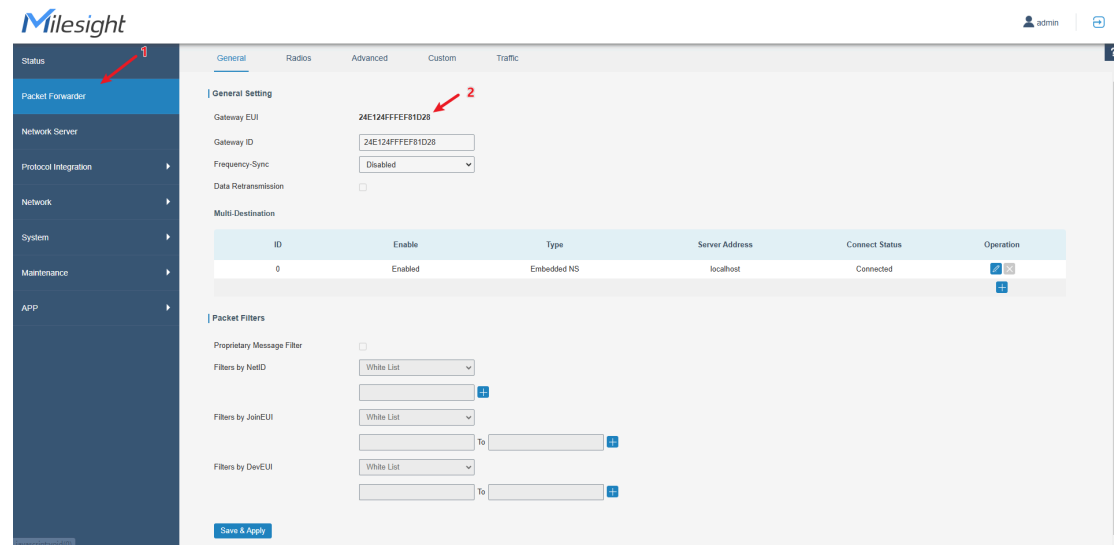 Milesight
admin
Status
1
General Radios Advanced Custom Traffic
?
Packet Forwarder
General Setting
2
Gateway EUI 24E124FFFEF81D28
Network Server
Gateway ID 24E124FFFEF81D28
Protocol Integration
Frequency-Sync Disabled
Data Retransmission
Network
Multi-Destination
System
ID Enable Type Server Address Connect Status Operation
Maintenance
0 Enabled Embedded NS localhost Connected
APP
Packet Filters
Proprietary Message Filter
Filters by NetID White List
Filters by JoinEUI White List
To
Filters by DevEUI White List
To
Save & Apply